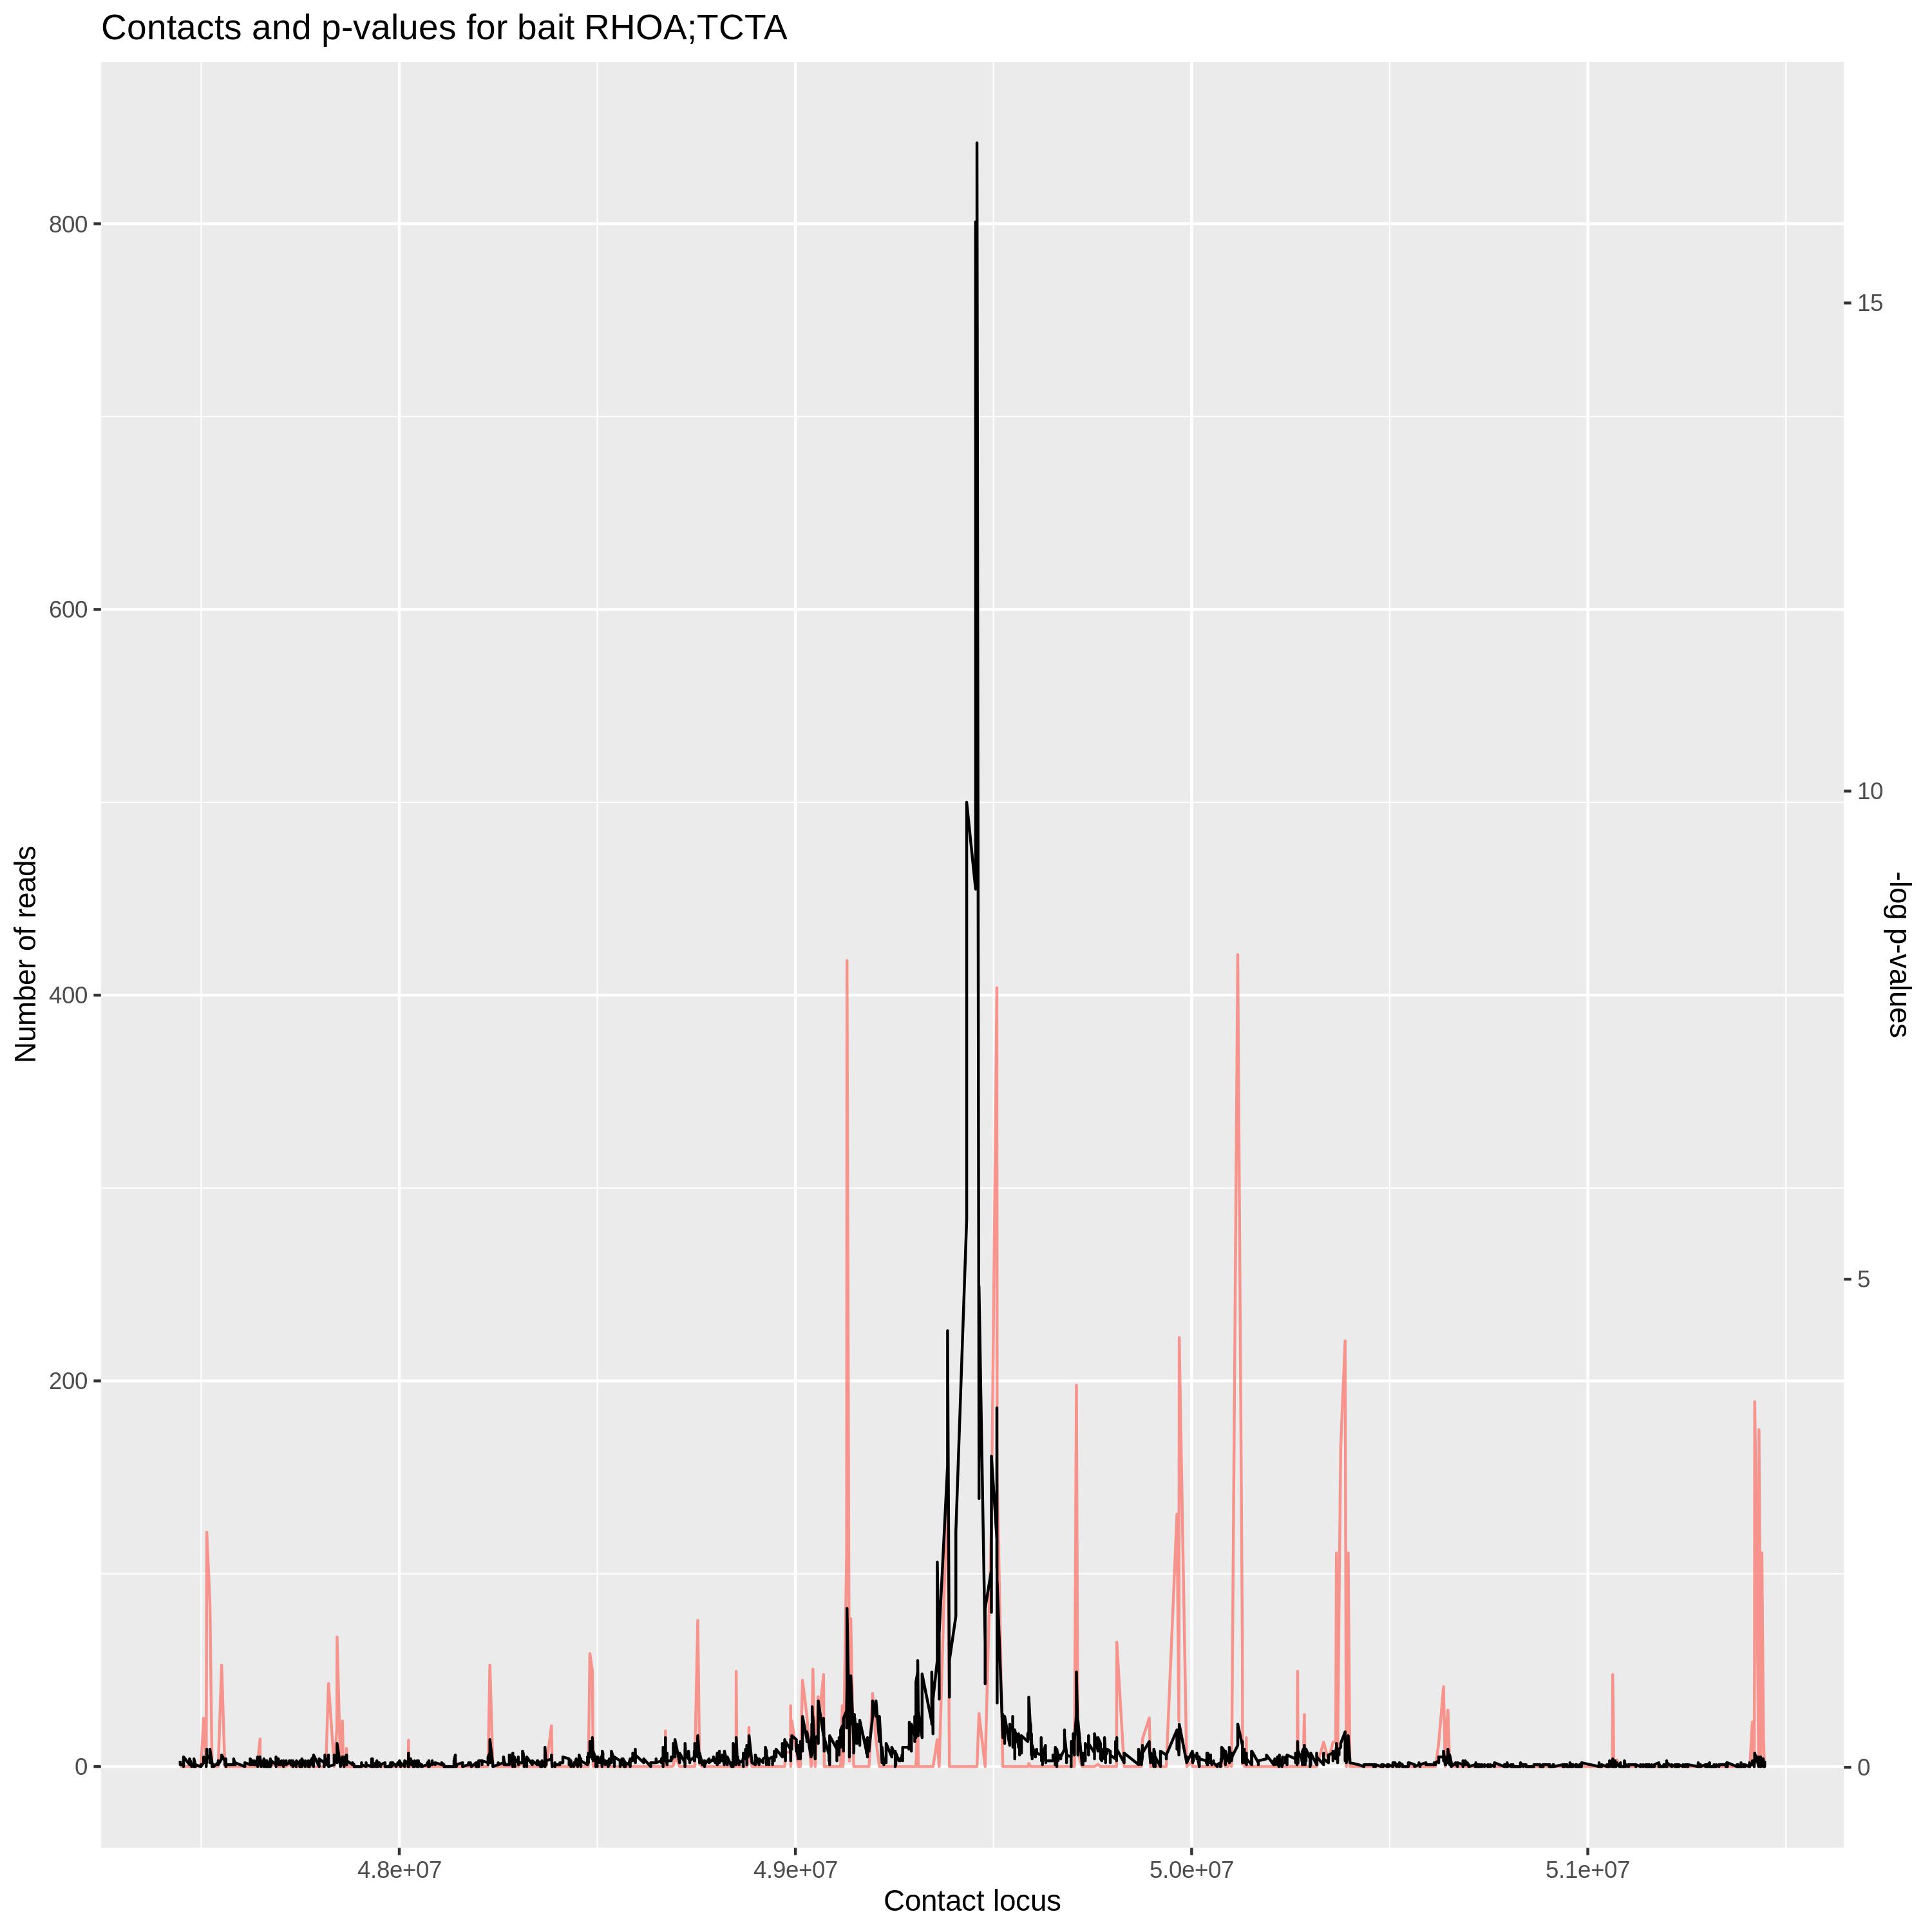 Contacts and p-values for bait RHOA;TCTA
Number of reads
800
600
400
200
0
15
10
5
0
-log p-values
4.8e+07
4.9e+07
5.0e+07
5.1e+07
Contact locus